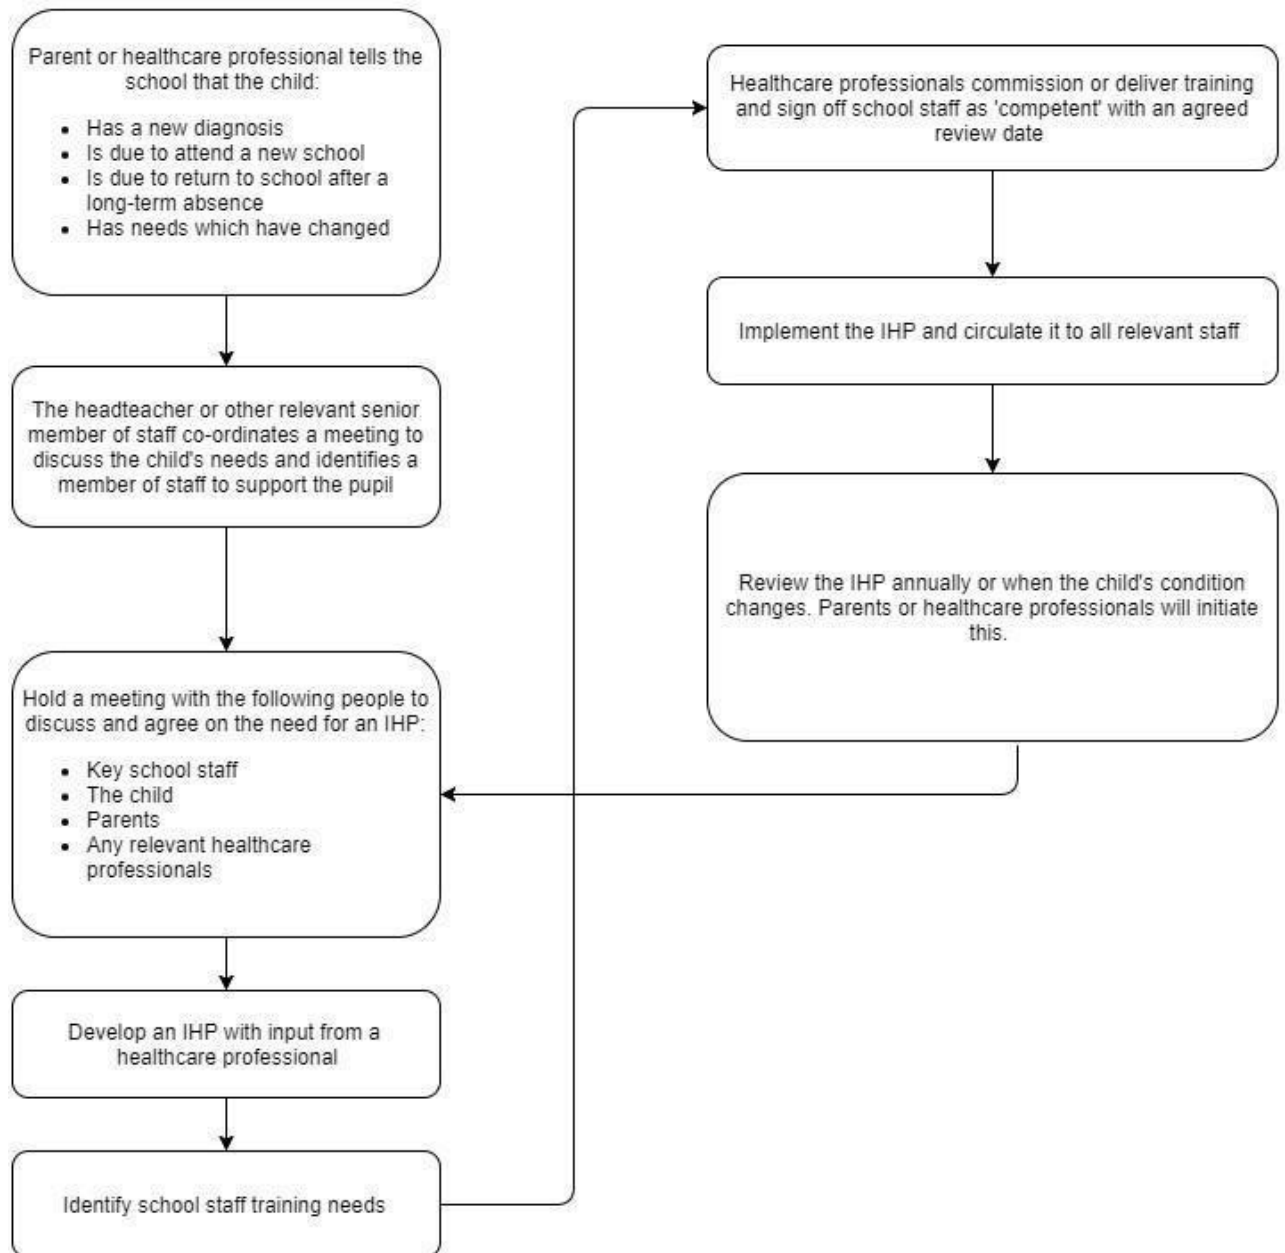 Parent or healthcare professional tells the
school that the child:
• Has a new diagnosis
• Is due to attend a new school
• Is due to return to school after a
long-term absence
• Has needs which have changed
The headteacher or other relevant senior
member of staff co-ordinates a meeting to
discuss the child's needs and identifies a
member of staff to support the pupil
Hold a meeting with the following people to
discuss and agree on the need for an IHP:
• Key school staff
• The child
• Parents
• Any relevant healthcare
professionals
Develop an IHP with input from a
healthcare professional
Identify school staff training needs
Healthcare professionals commission or deliver training
and sign off school staff as 'competent' with an agreed
review date
Implement the IHP and circulate it to all relevant staff
Review the IHP annually or when the child's condition
changes. Parents or healthcare professionals will initiate
this.